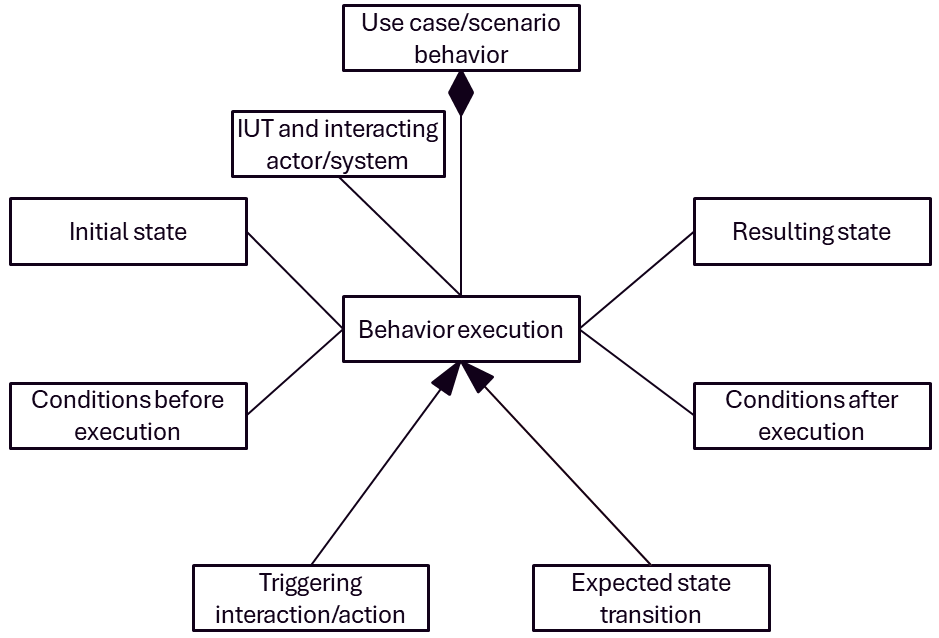 Use case/scenario
behavior
IUT and interacting
actor/system
Initial state
Resulting state
Behavior execution
Conditions before
execution
Conditions after
execution
Triggering
interaction/action
Expected state
transition